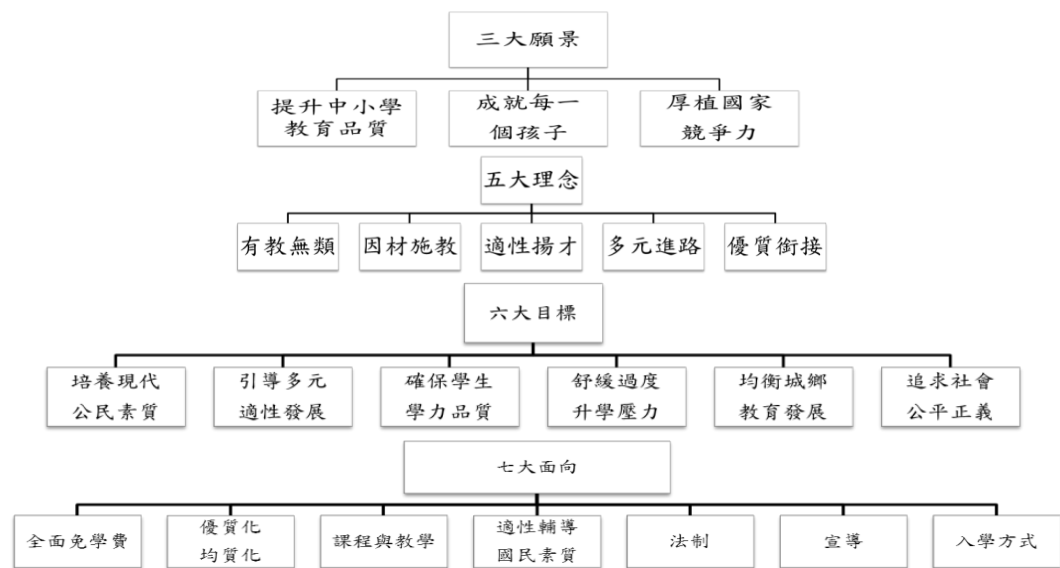 三大願景
提升中小學
教育品質
成就每一
個孩子
厚植國家
競爭力
五大理念
有教無類
因材施教
適性揚才
多元進路
優質銜接
六大目標
培養現代
公民素質
引導多元
適性發展
確保學生
學力品質
舒緩過度
升學壓力
均衡城鄉
教育發展
追求社會
公平正義
七大面向
全面免學費
優質化
均質化
課程與教學
適性輔導
國民素質
法制
宣導
入學方式